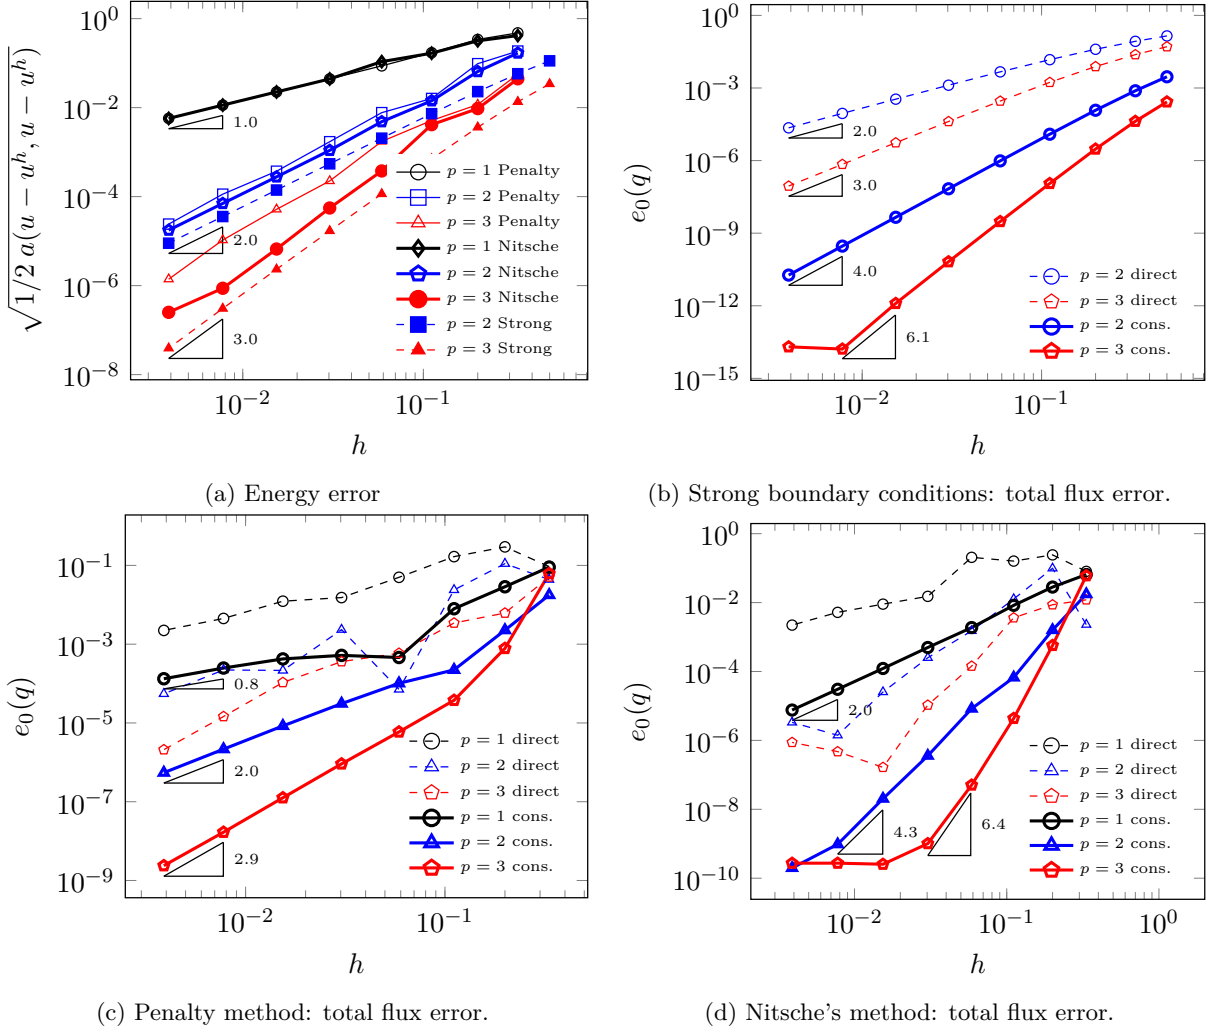 √1/2 a(u − u^h, u − u^h)
10^0
10^−2
10^−4
10^−6
10^−8
1.0
2.0
3.0
p = 1 Penalty
p = 2 Penalty
p = 3 Penalty
p = 1 Nitsche
p = 2 Nitsche
p = 3 Nitsche
p = 2 Strong
p = 3 Strong
10^−2
10^−1
h
(a) Energy error
e_0(q)
10^0
10^−3
10^−6
10^−9
10^−12
10^−15
2.0
3.0
4.0
6.1
p = 2 direct
p = 3 direct
p = 2 cons.
p = 3 cons.
10^−2
10^−1
h
(b) Strong boundary conditions: total flux error.
e_0(q)
10^−1
10^−3
10^−5
10^−7
10^−9
0.8
2.0
2.9
p = 1 direct
p = 2 direct
p = 3 direct
p = 1 cons.
p = 2 cons.
p = 3 cons.
10^−2
10^−1
h
(c) Penalty method: total flux error.
e_0(q)
10^0
10^−2
10^−4
10^−6
10^−8
10^−10
2.0
4.3
6.4
p = 1 direct
p = 2 direct
p = 3 direct
p = 1 cons.
p = 2 cons.
p = 3 cons.
10^−2
10^−1
10^0
h
(d) Nitsche's method: total flux error.